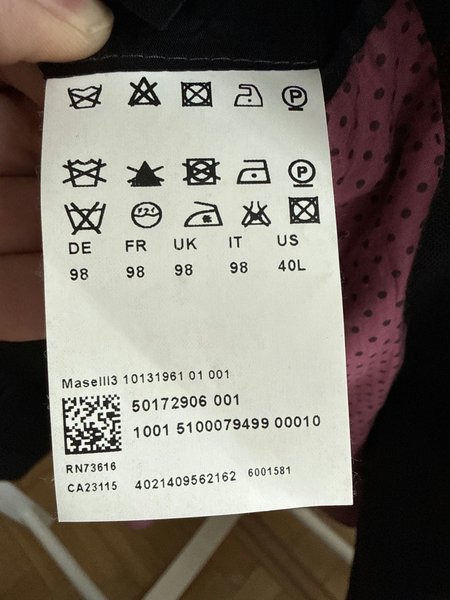 P
P
DE FR UK IT US
98 98 98 98 40L
Maselli3 10131961 01 001
50172906 001
1001 5100079499 00010
RN73616
CA23115 4021409562162 6001581